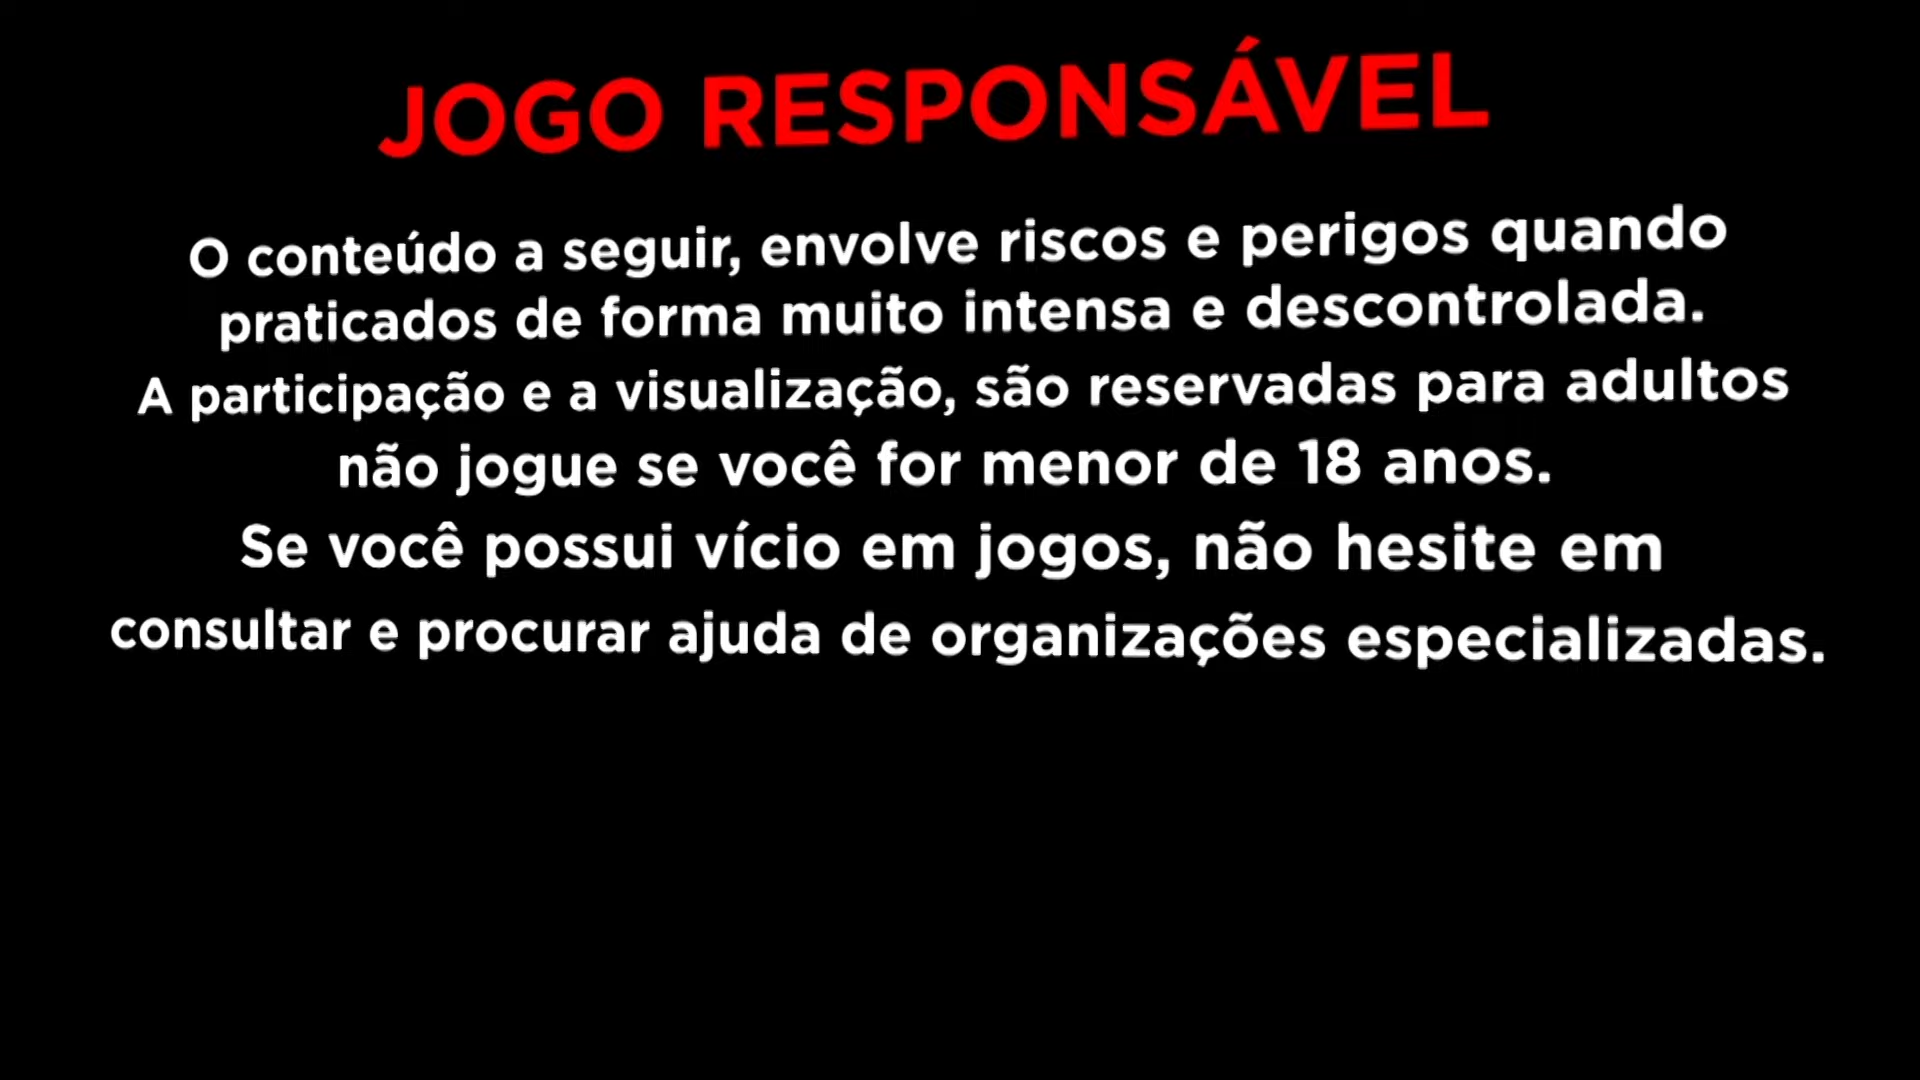 JOGO RESPONSÁVEL
O conteúdo a seguir, envolve riscos e perigos quando
praticados de forma muito intensa e descontrolada.
A participação e a visualização, são reservadas para adultos
não jogue se você for menor de 18 anos.
Se você possui vício em jogos, não hesite em
consultar e procurar ajuda de organizações especializadas.